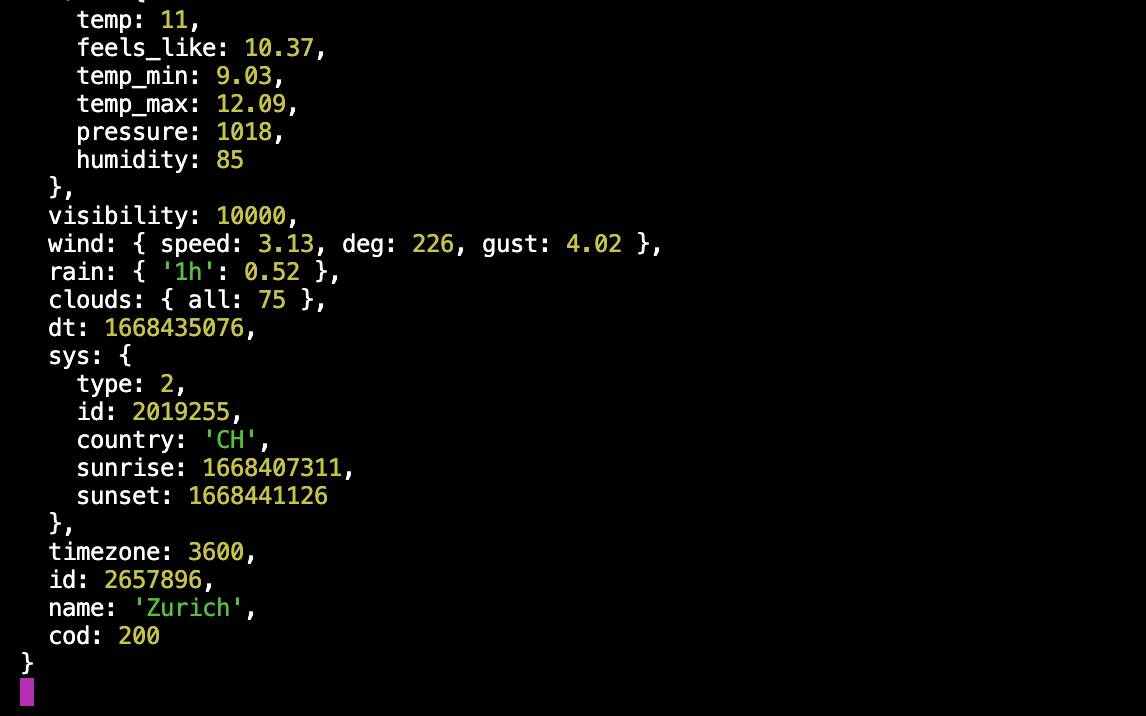 temp: 11,
feels_like: 10.37,
temp_min: 9.03,
temp_max: 12.09,
pressure: 1018,
humidity: 85
},
visibility: 10000,
wind: { speed: 3.13, deg: 226, gust: 4.02 },
rain: { '1h': 0.52 },
clouds: { all: 75 },
dt: 1668435076,
sys: {
type: 2,
id: 2019255,
country: 'CH',
sunrise: 1668407311,
sunset: 1668441126
},
timezone: 3600,
id: 2657896,
name: 'Zurich',
cod: 200
}